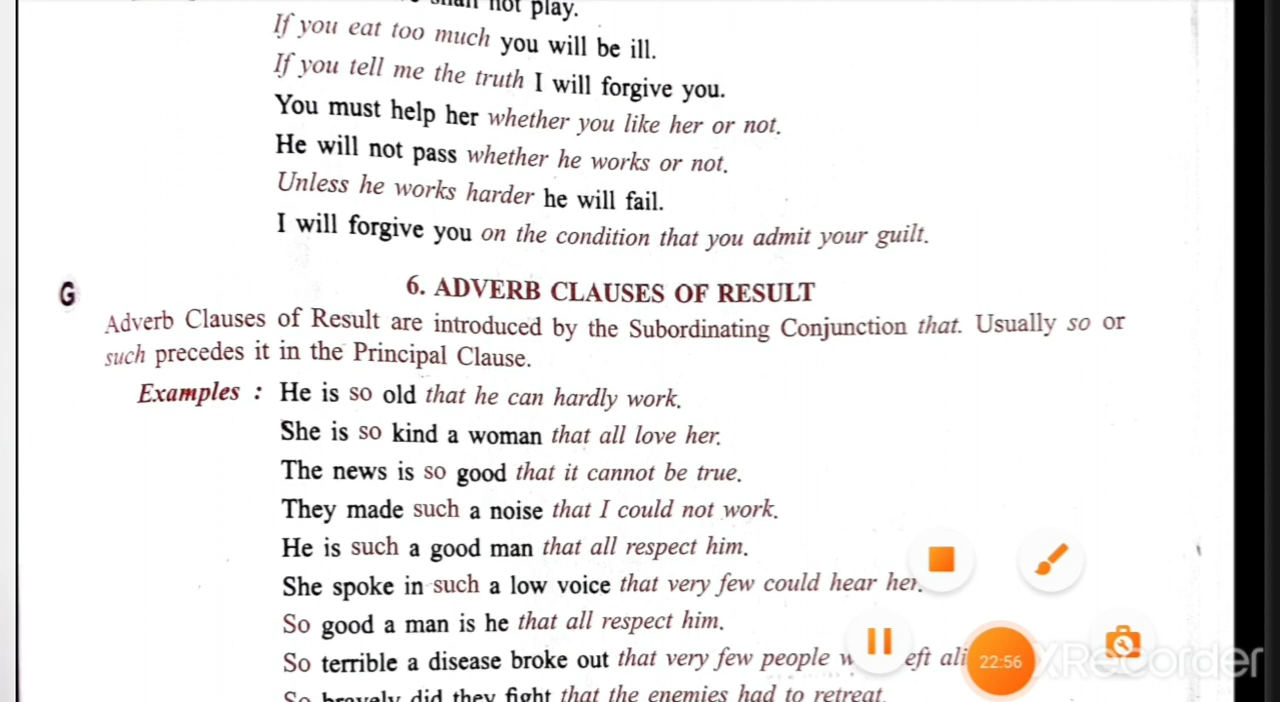 not play.
If you eat too much you will be ill.
If you tell me the truth I will forgive you.
You must help her whether you like her or not.
He will not pass whether he works or not.
Unless he works harder he will fail.
I will forgive you on the condition that you admit your guilt.
G
6. ADVERB CLAUSES OF RESULT
Adverb Clauses of Result are introduced by the Subordinating Conjunction that. Usually so or
such precedes it in the Principal Clause.
Examples : He is so old that he can hardly work.
She is so kind a woman that all love her.
The news is so good that it cannot be true.
They made such a noise that I could not work.
He is such a good man that all respect him.
She spoke in such a low voice that very few could hear her.
So good a man is he that all respect him.
So terrible a disease broke out that very few people
22:56
XRecorder
So bravely did they fight that the enemies had to retreat.